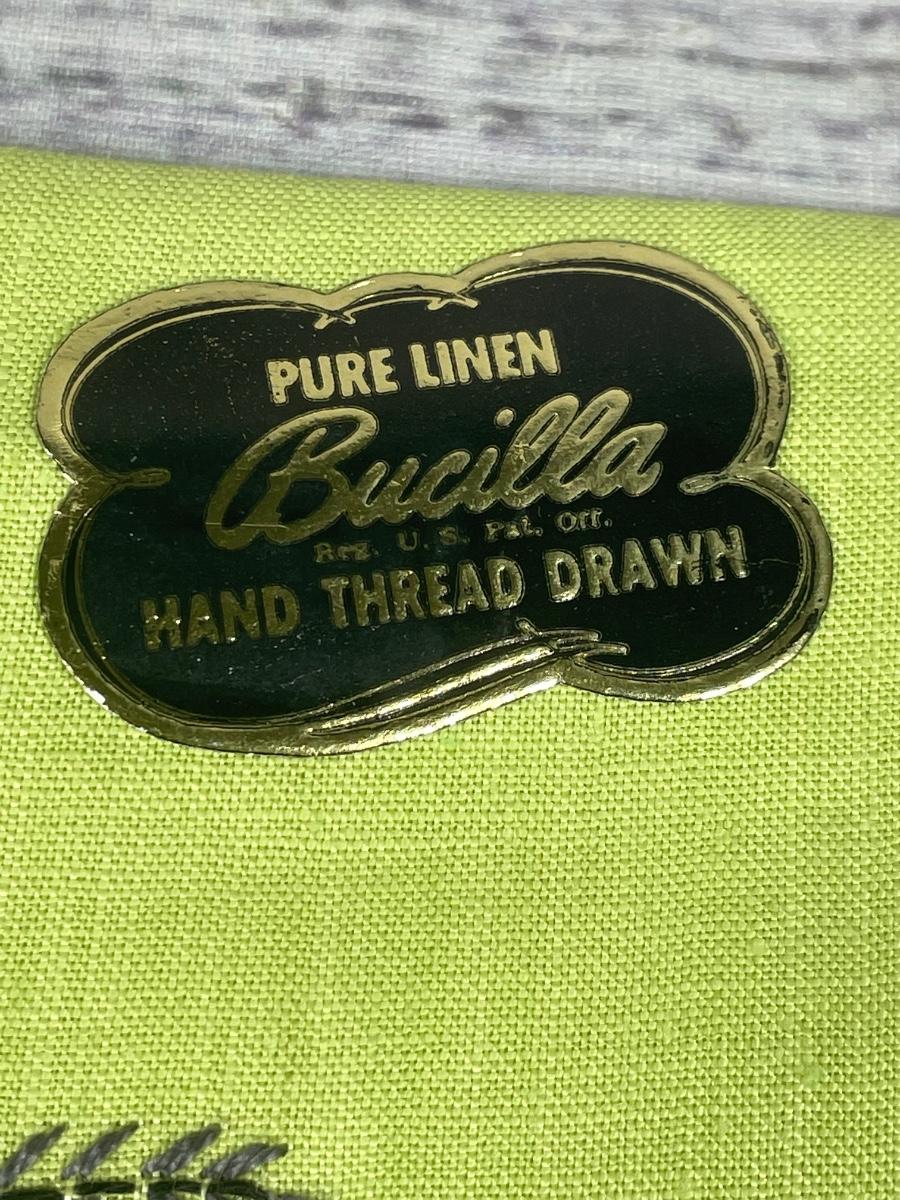 PURE LINEN
Bucilla
Reg. U. S. Pat. Off.
HAND THREAD DRAWN